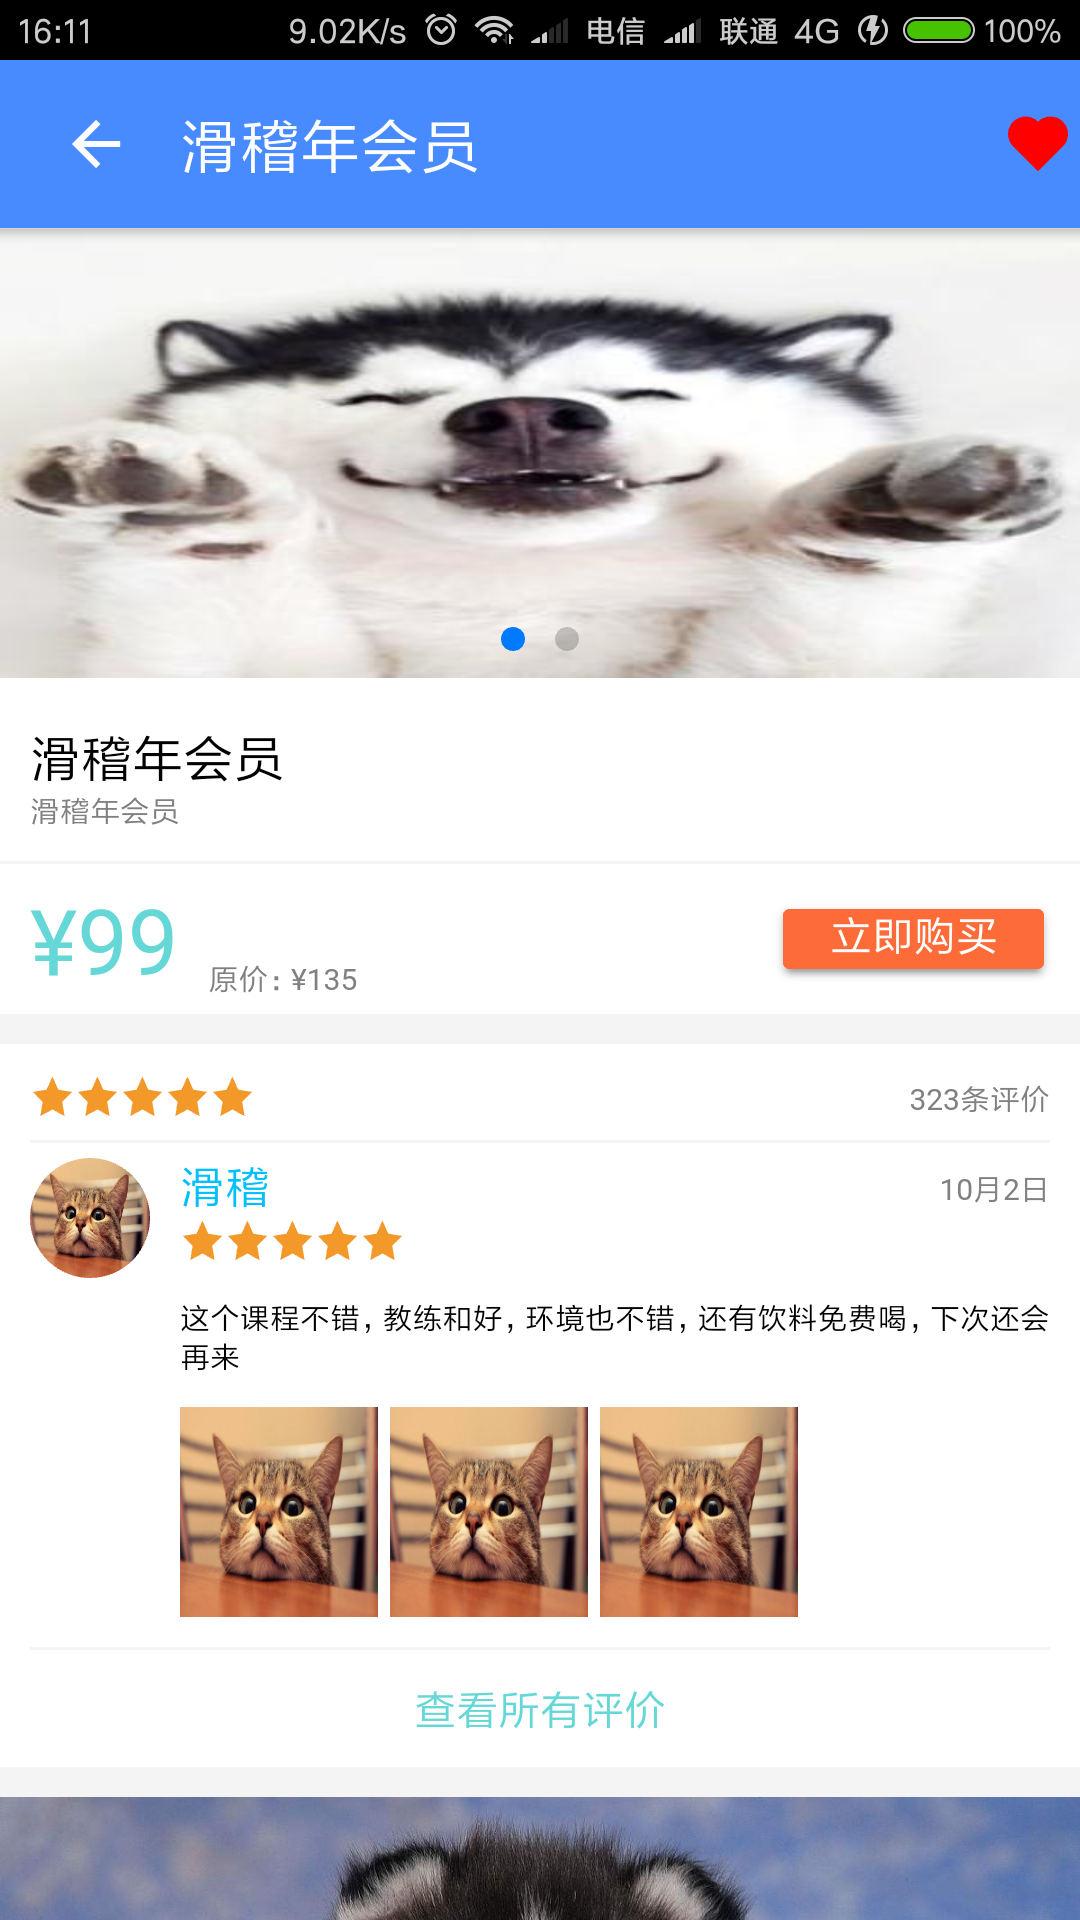 16:11 9.02K/s 电信 联通 4G 100%
滑稽年会员
滑稽年会员
滑稽年会员
¥99 原价：¥135 立即购买
323条评价
滑稽 10月2日
这个课程不错，教练和好，环境也不错，还有饮料免费喝，下次还会
再来
查看所有评价